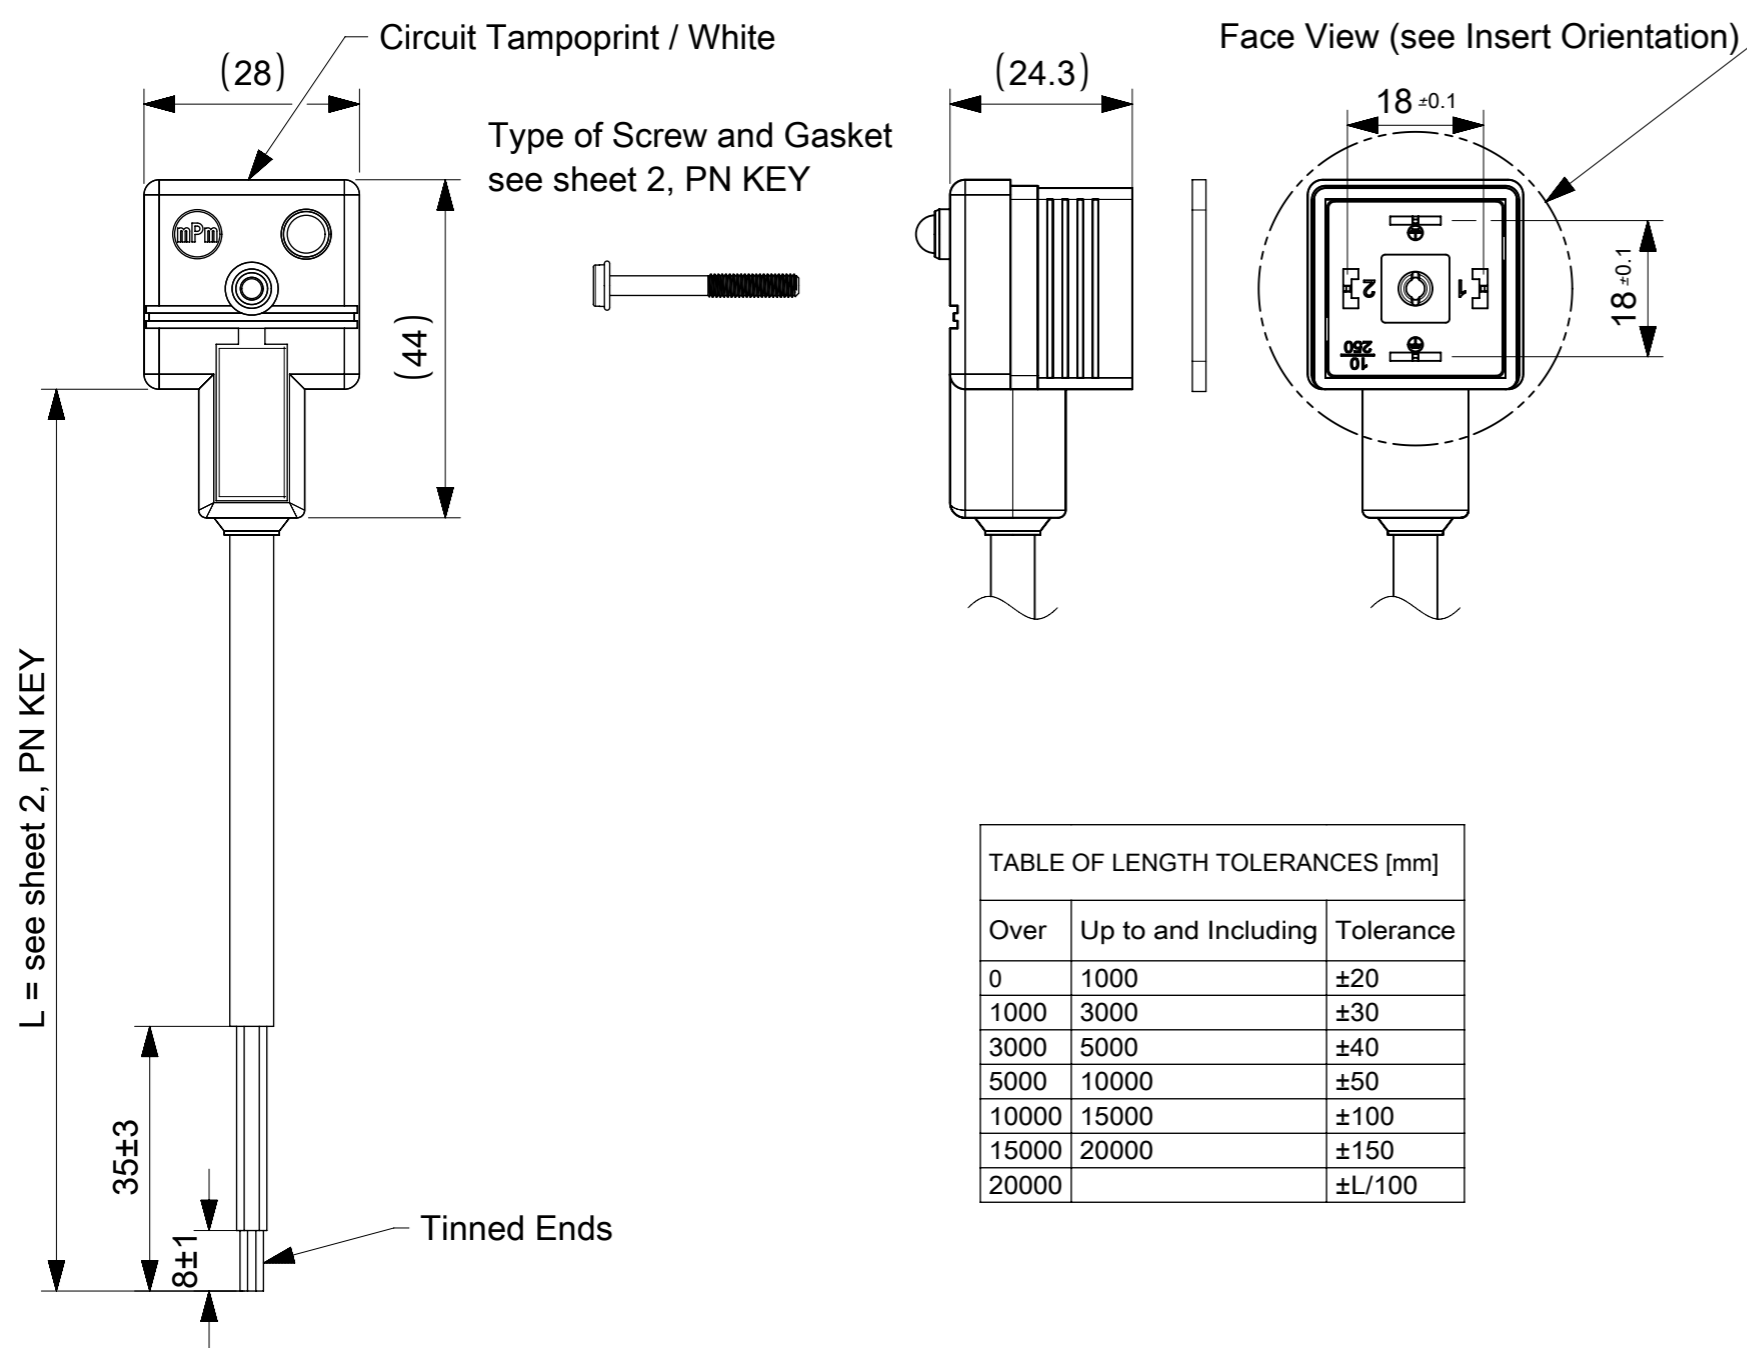 Circuit Tampoprint / White
Face View (see Insert Orientation)
(28)
(24.3)
18 ±0.1
Type of Screw and Gasket
see sheet 2, PN KEY
mPm
(44)
18 ±0.1
2
1
10
250
L = see sheet 2, PN KEY
TABLE OF LENGTH TOLERANCES [mm]
Over Up to and Including Tolerance
0 1000 ±20
1000 3000 ±30
3000 5000 ±40
5000 10000 ±50
10000 15000 ±100
15000 20000 ±150
20000 ±L/100
35±3
8±1
Tinned Ends